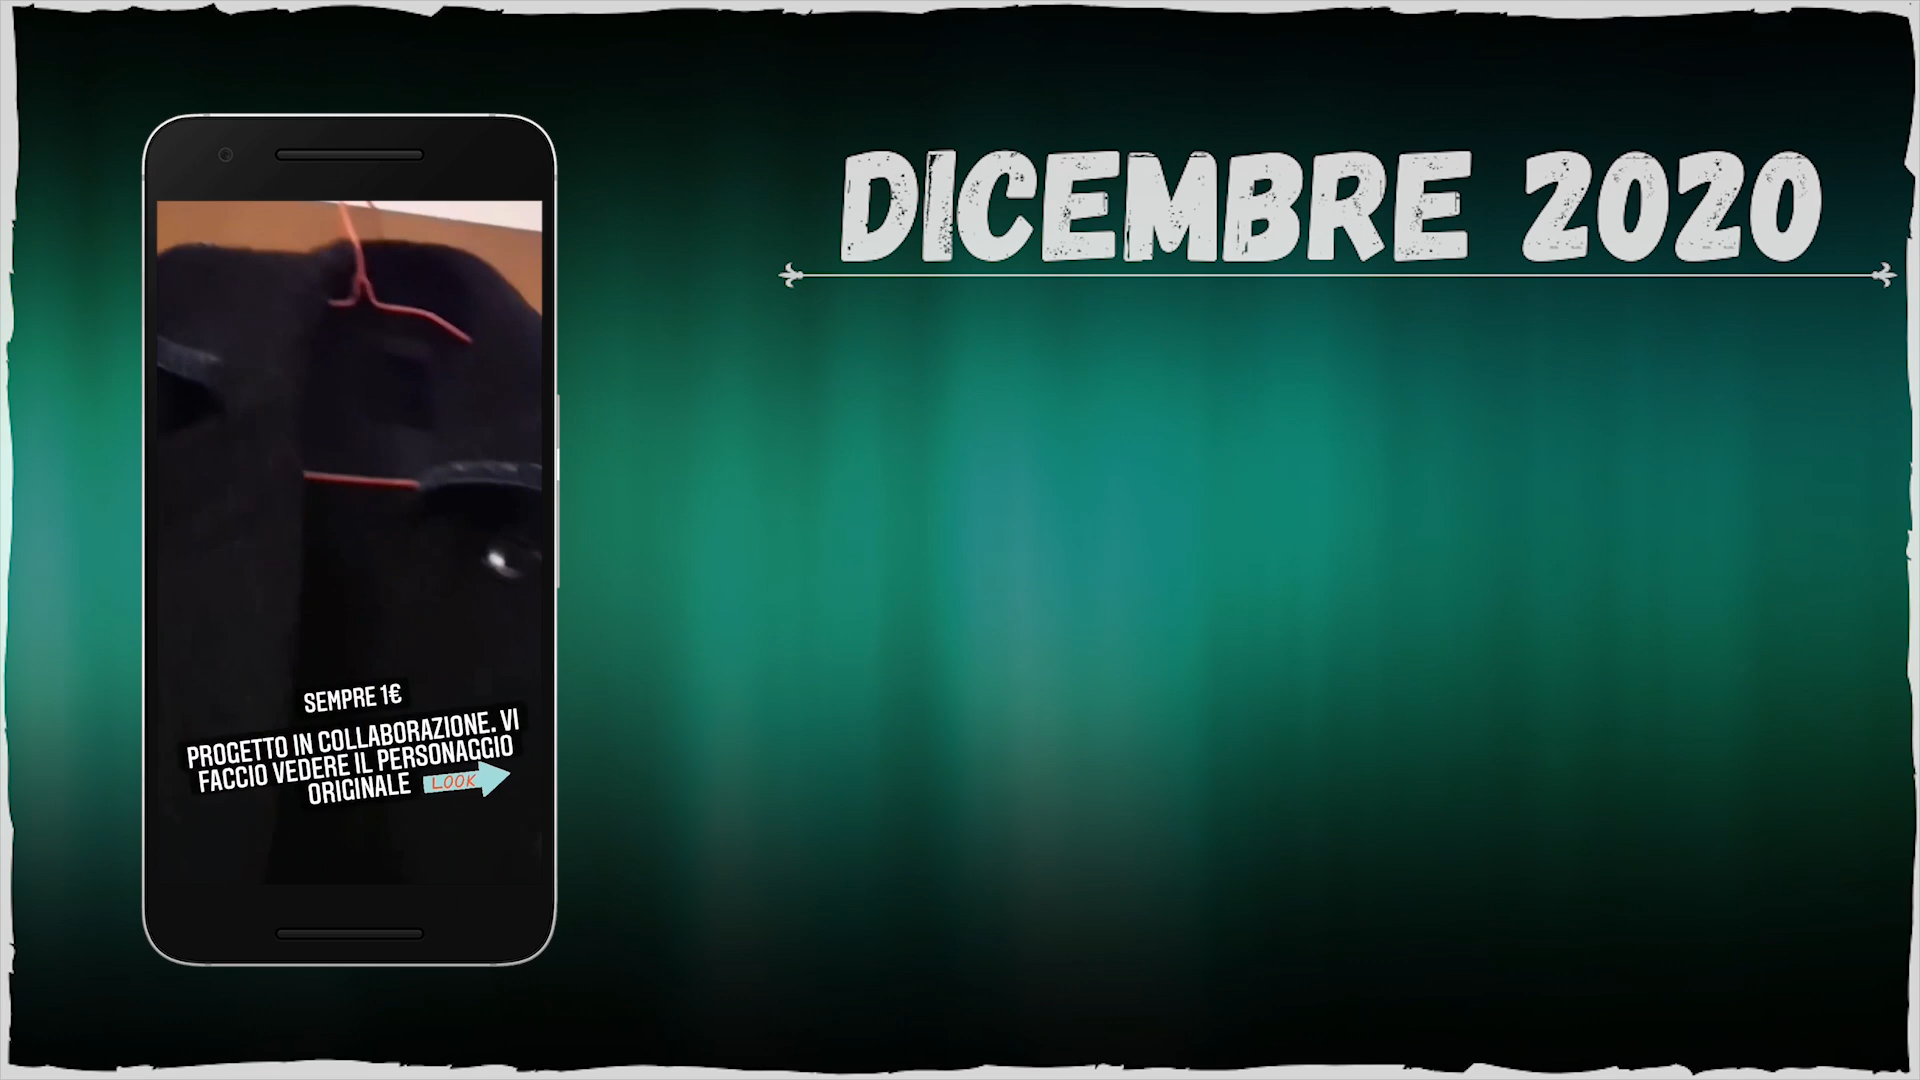 DICEMBRE 2020
SEMPRE 1€
PROGETTO IN COLLABORAZIONE. VI
FACCIO VEDERE IL PERSONAGGIO
ORIGINALE LOOK